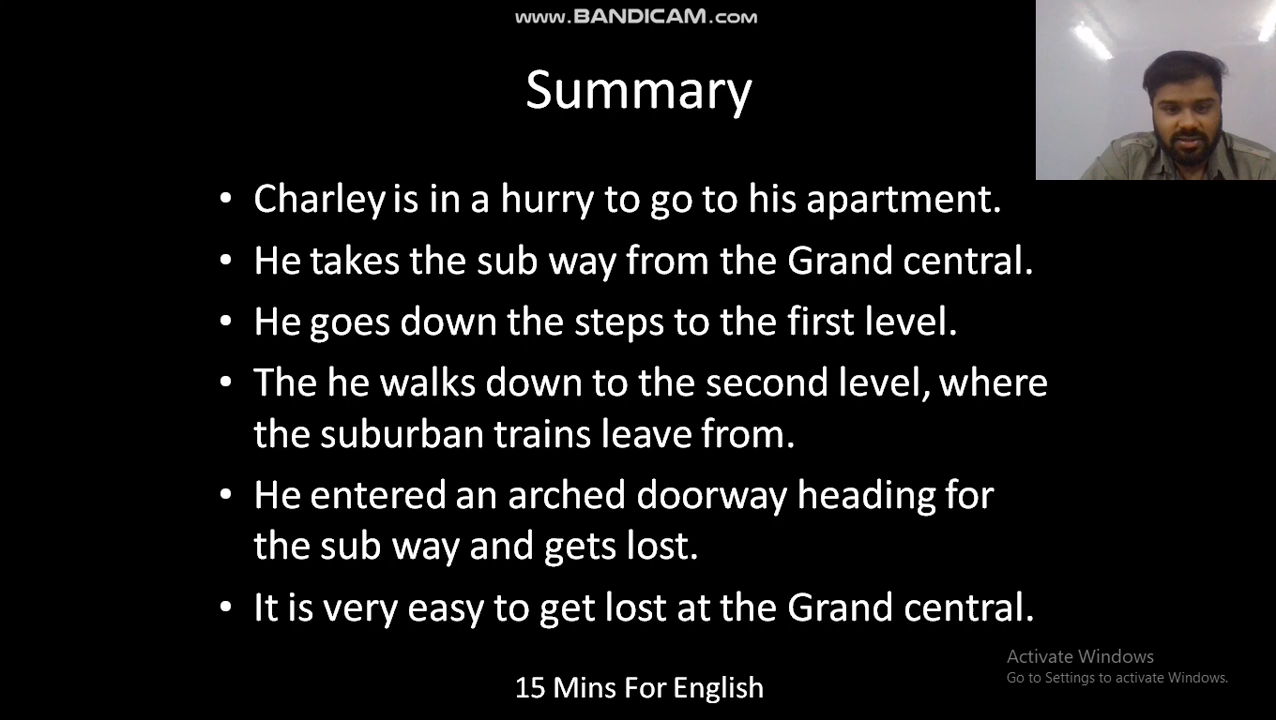 www.BANDICAM.com
Summary
• Charley is in a hurry to go to his apartment.
• He takes the sub way from the Grand central.
• He goes down the steps to the first level.
• The he walks down to the second level, where
the suburban trains leave from.
• He entered an arched doorway heading for
the sub way and gets lost.
• It is very easy to get lost at the Grand central.
Activate Windows
Go to Settings to activate Windows.
15 Mins For English